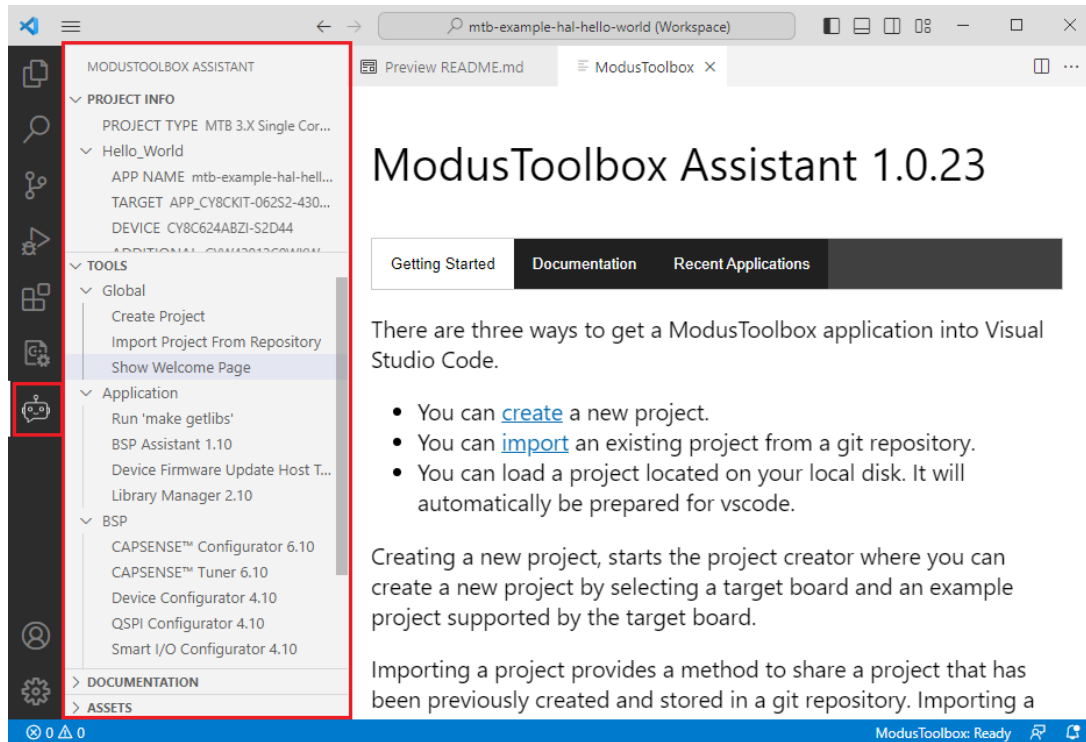 mtb-example-hal-hello-world (Workspace)
MODUSTOOLBOX ASSISTANT
PROJECT INFO
PROJECT TYPE MTB 3.X Single Cor...
Hello_World
APP NAME mtb-example-hal-hell...
TARGET APP_CY8CKIT-062S2-430...
DEVICE CY8C624ABZI-S2D44
TOOLS
Global
Create Project
Import Project From Repository
Show Welcome Page
Application
Run 'make getlibs'
BSP Assistant 1.10
Device Firmware Update Host T...
Library Manager 2.10
BSP
CAPSENSE™ Configurator 6.10
CAPSENSE™ Tuner 6.10
Device Configurator 4.10
QSPI Configurator 4.10
Smart I/O Configurator 4.10
DOCUMENTATION
ASSETS
Preview README.md
ModusToolbox
ModusToolbox Assistant 1.0.23
Getting Started Documentation Recent Applications
There are three ways to get a ModusToolbox application into Visual
Studio Code.
• You can create a new project.
• You can import an existing project from a git repository.
• You can load a project located on your local disk. It will
automatically be prepared for vscode.
Creating a new project, starts the project creator where you can
create a new project by selecting a target board and an example
project supported by the target board.
Importing a project provides a method to share a project that has
been previously created and stored in a git repository. Importing a
0 0
ModusToolbox: Ready